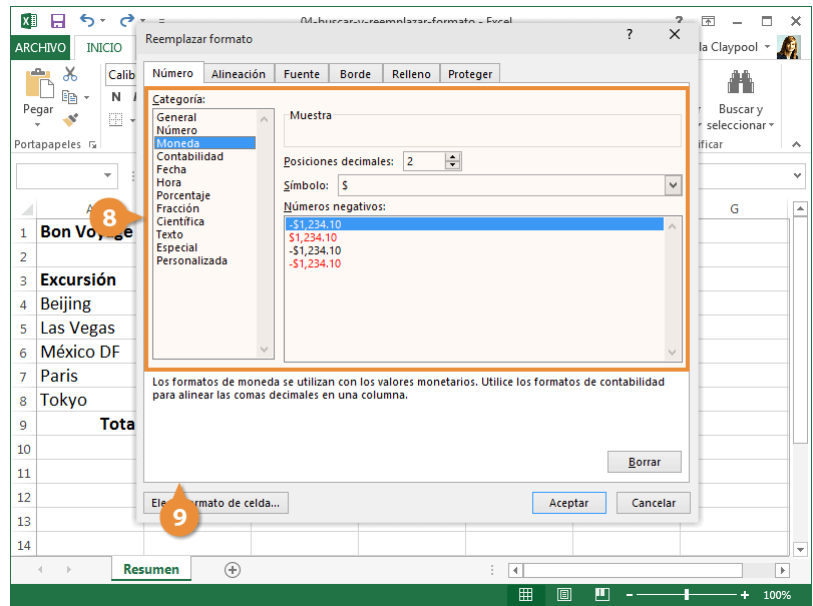 04-buscar-y-reemplazar-formato - Excel
ARCHIVO INICIO la Claypool
Reemplazar formato ? X
Número Alineación Fuente Borde Relleno Proteger
Pegar
Calib
N
Buscar y
seleccionar
Portapapeles
ificar
Categoría:
General
Número
Moneda
Contabilidad
Fecha
Hora
Porcentaje
Fracción
Científica
Texto
Especial
Personalizada
Muestra
Posiciones decimales: 2
Símbolo: $
Números negativos:
-$1,234.10
$1,234.10
-$1,234.10
-$1,234.10
8
G
1 Bon Voyage
2
3 Excursión
4 Beijing
5 Las Vegas
6 México DF
7 Paris
8 Tokyo
9 Tota
10
11
12
13
14
Los formatos de moneda se utilizan con los valores monetarios. Utilice los formatos de contabilidad
para alinear las comas decimales en una columna.
Borrar
formato de celda...
9
Aceptar Cancelar
Resumen
100%